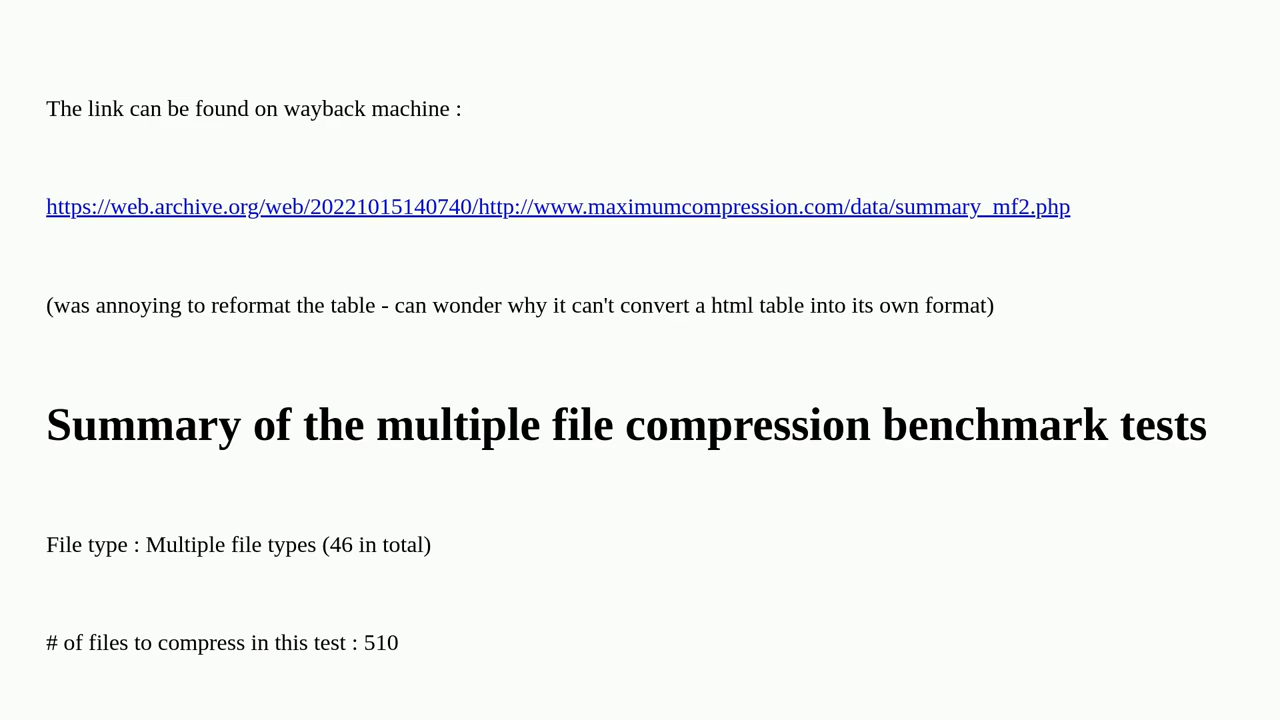 The link can be found on wayback machine :
https://web.archive.org/web/20221015140740/http://www.maximumcompression.com/data/summary_mf2.php
(was annoying to reformat the table - can wonder why it can't convert a html table into its own format)
Summary of the multiple file compression benchmark tests
File type : Multiple file types (46 in total)
# of files to compress in this test : 510